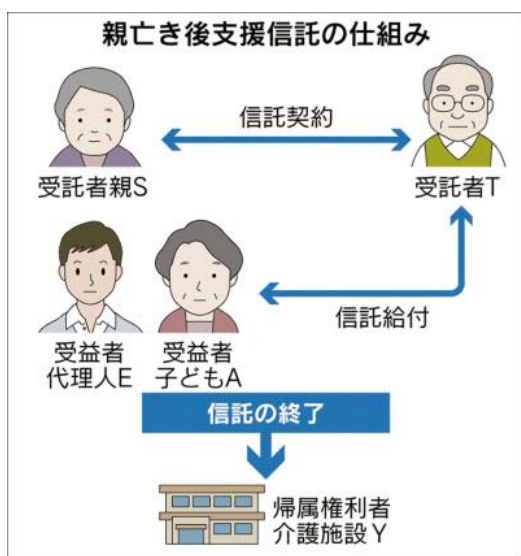 親亡き後支援信託の仕組み
信託契約
受託者親S
受託者T
信託給付
受益者
代理人E
受益者
子どもA
信託の終了
帰属権利者
介護施設Y